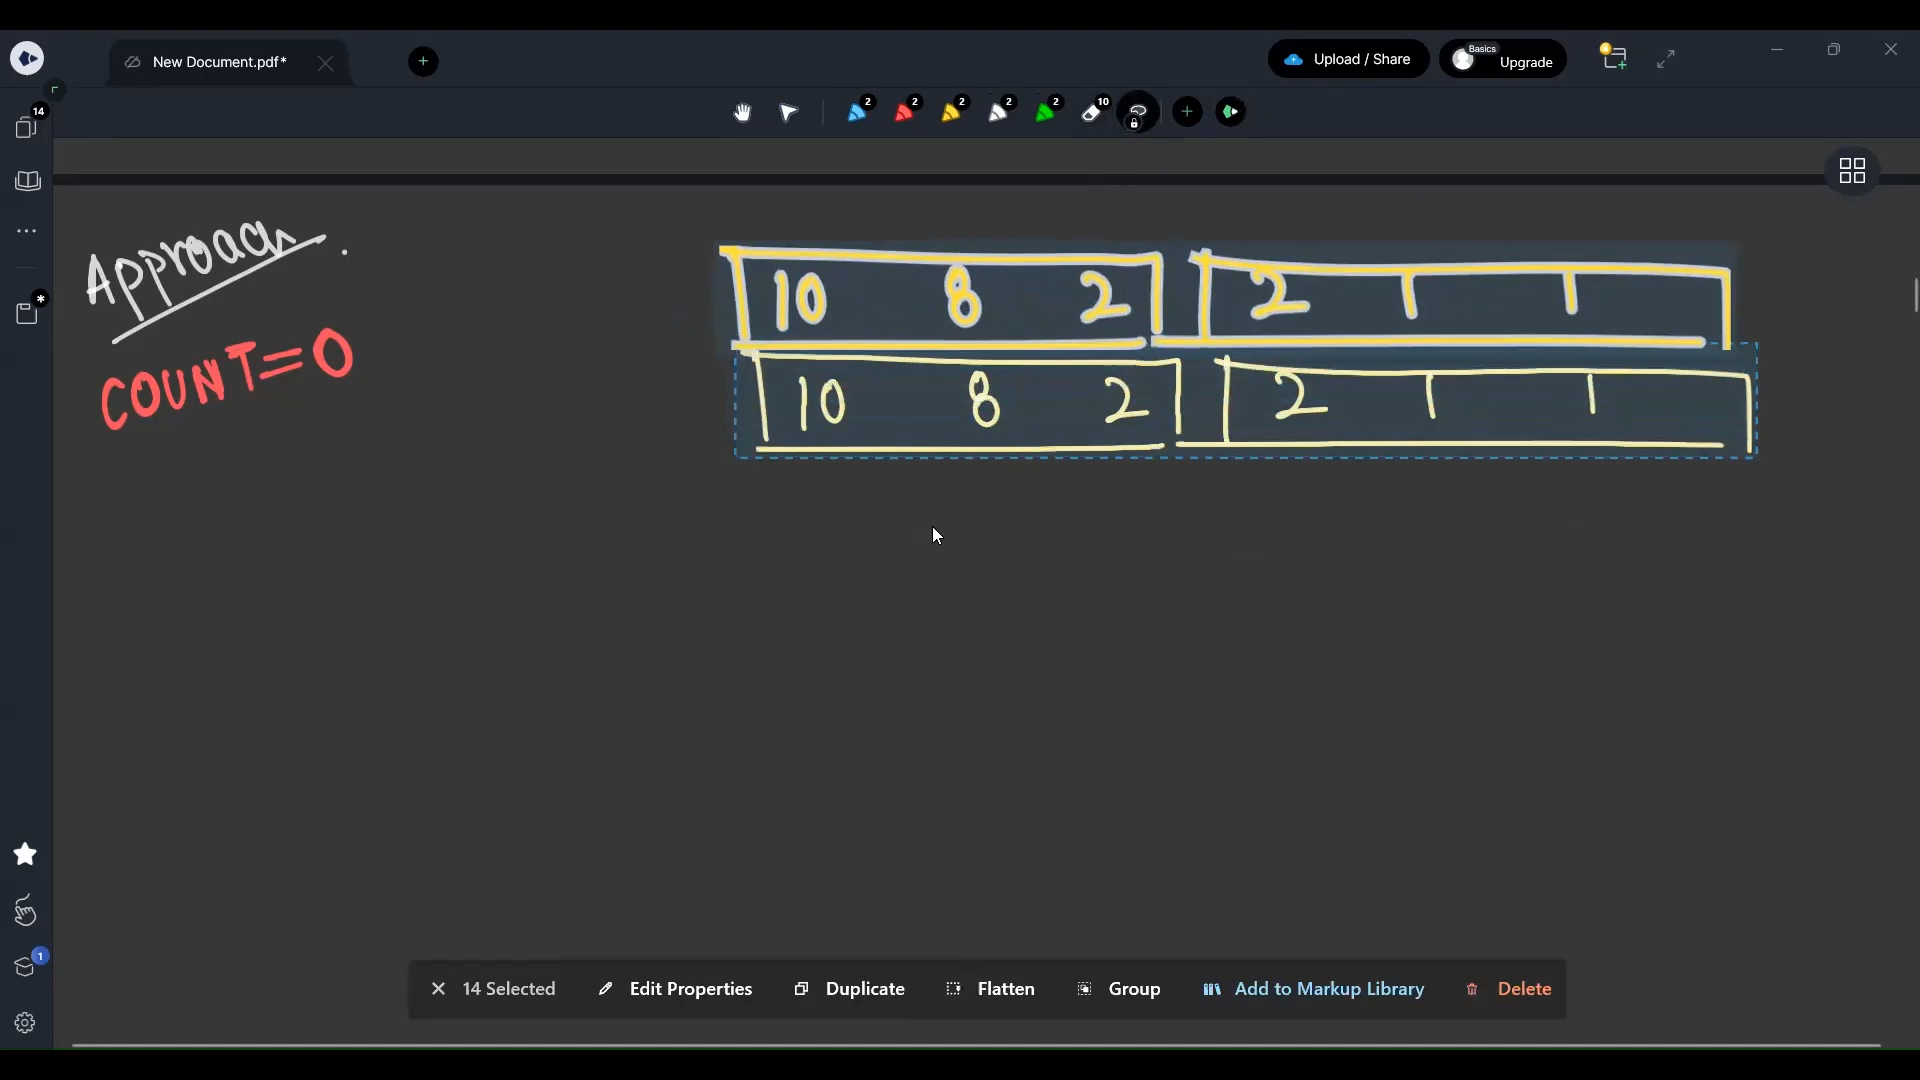 New Document.pdf*
Upload / Share
Basics
Upgrade
14
2 2 2 2 2 10
Approach .
COUNT=0
10 8 2 2 1 1
10 8 2 2 1 1
1
14 Selected Edit Properties Duplicate Flatten Group Add to Markup Library Delete